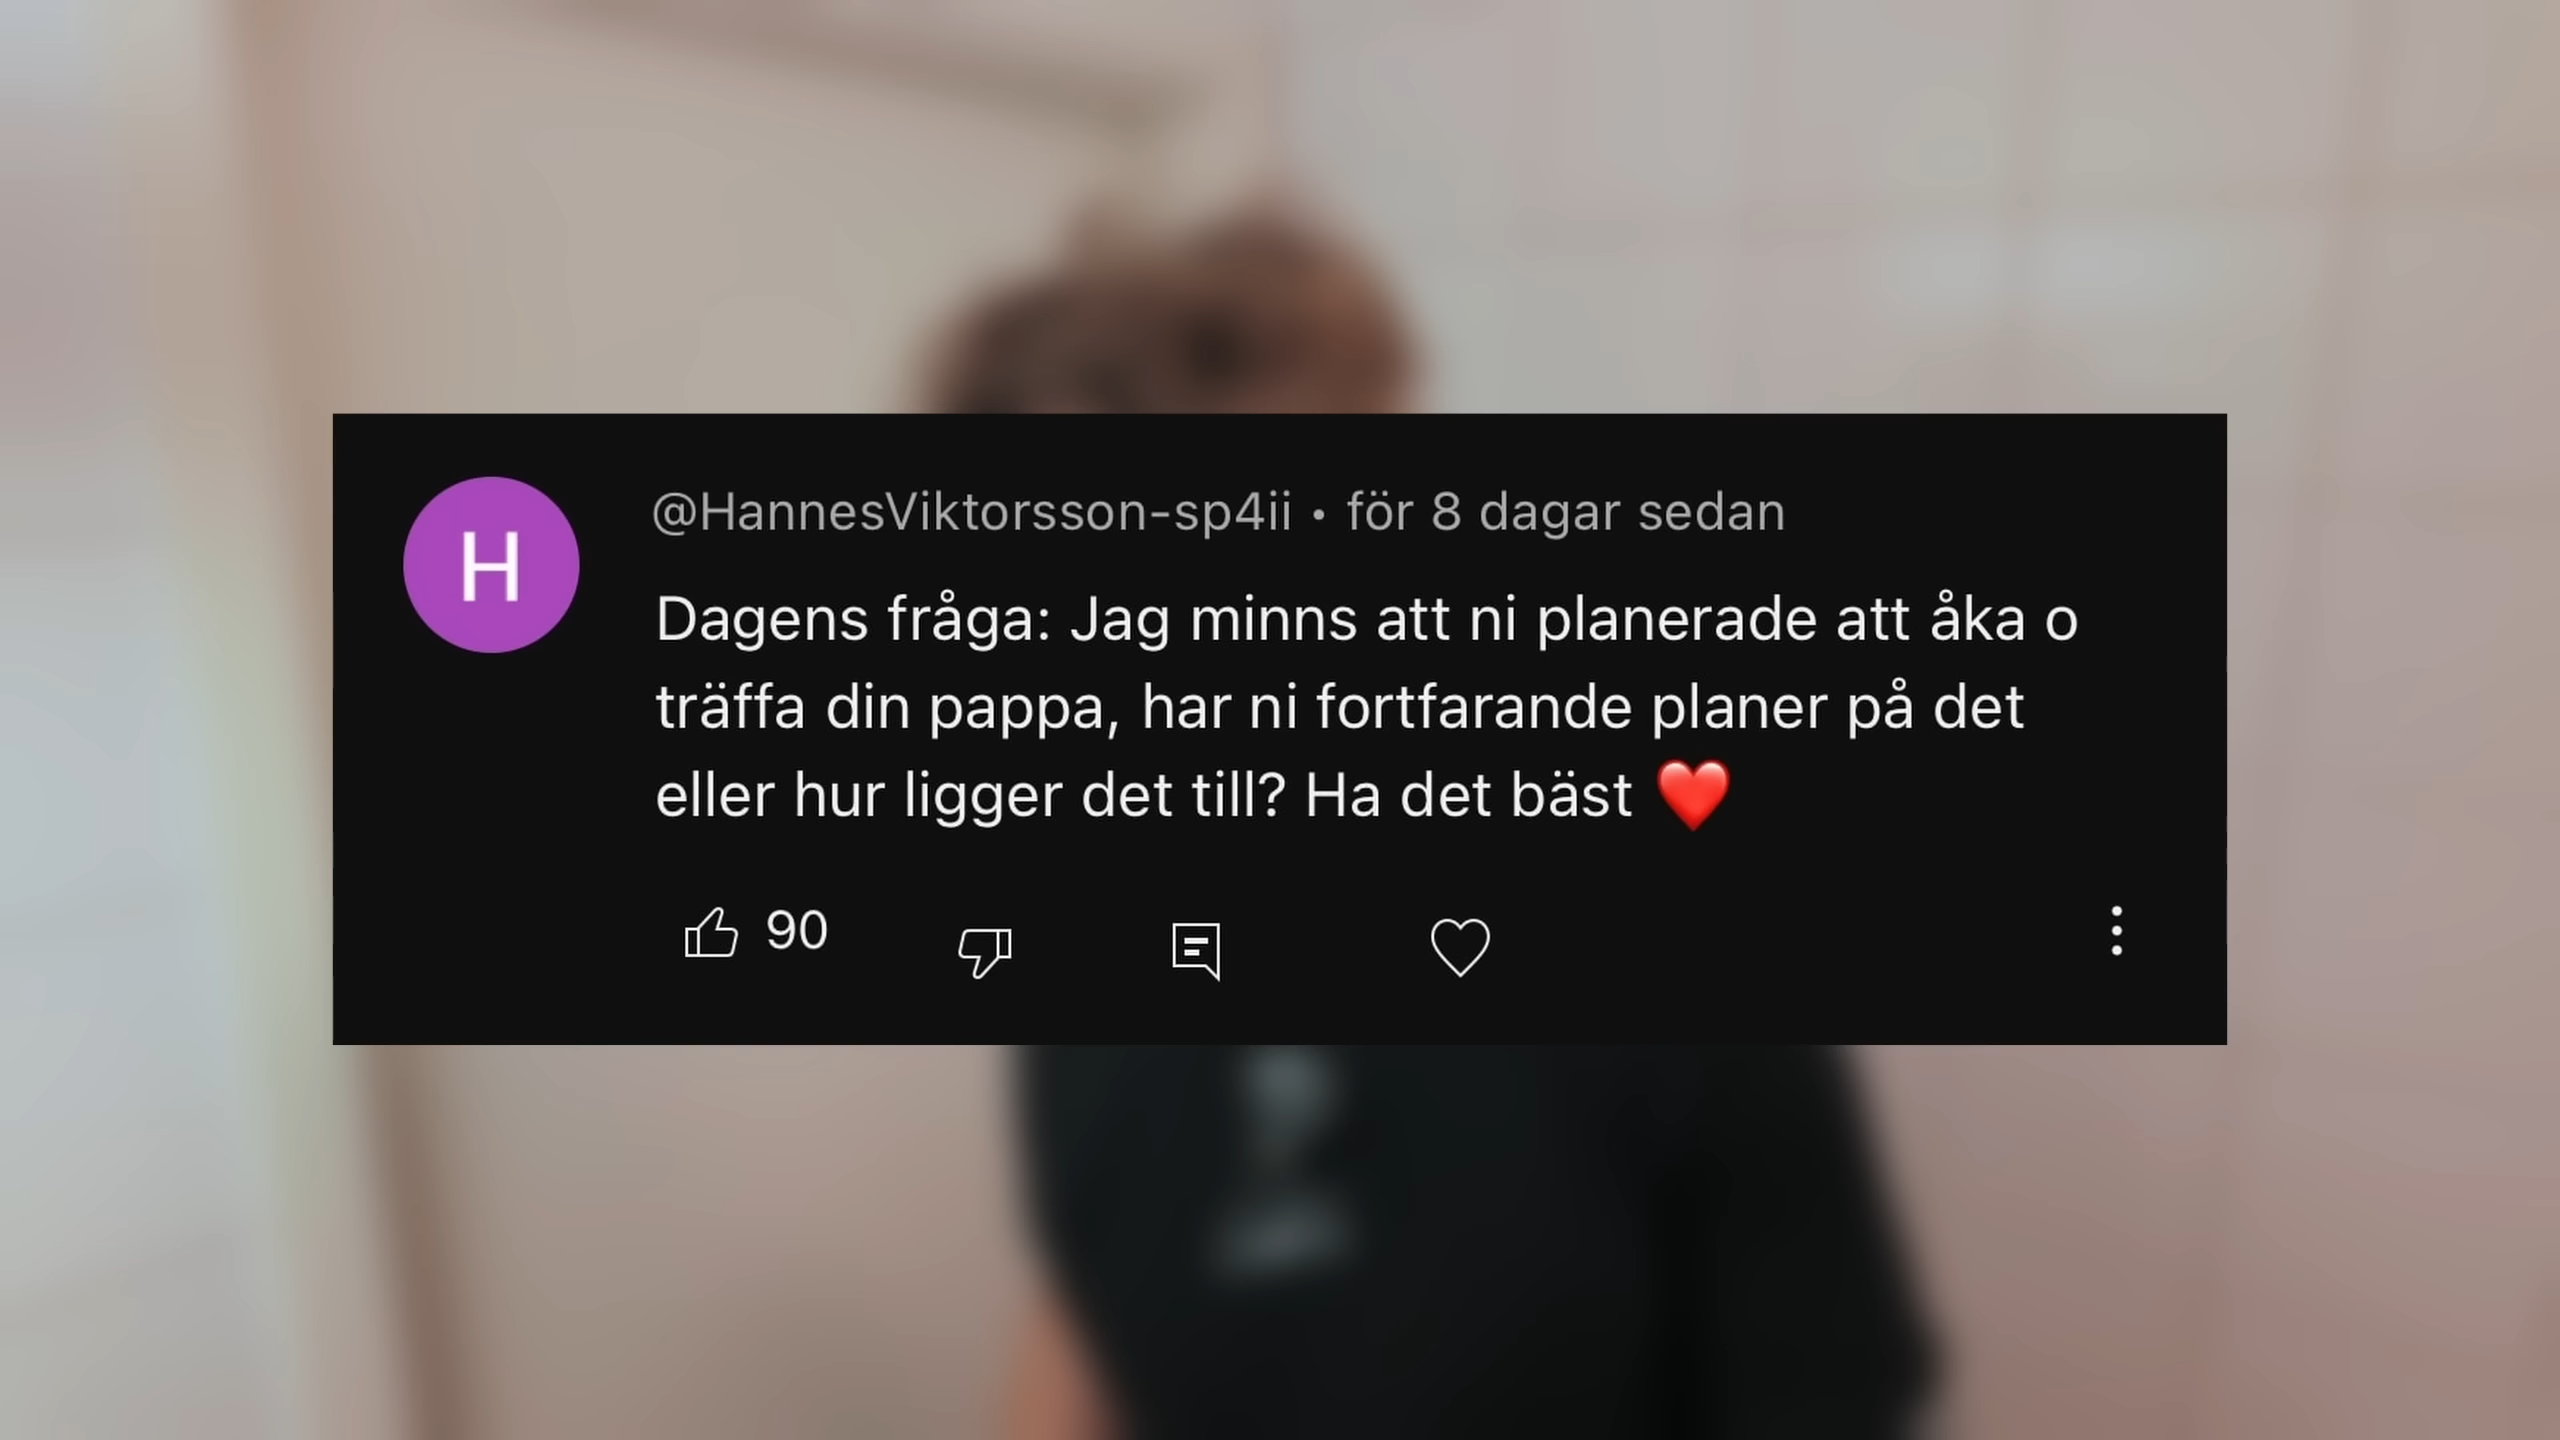 H
@HannesViktorsson-sp4ii • för 8 dagar sedan
Dagens fråga: Jag minns att ni planerade att åka o
träffa din pappa, har ni fortfarande planer på det
eller hur ligger det till? Ha det bäst ❤️
90